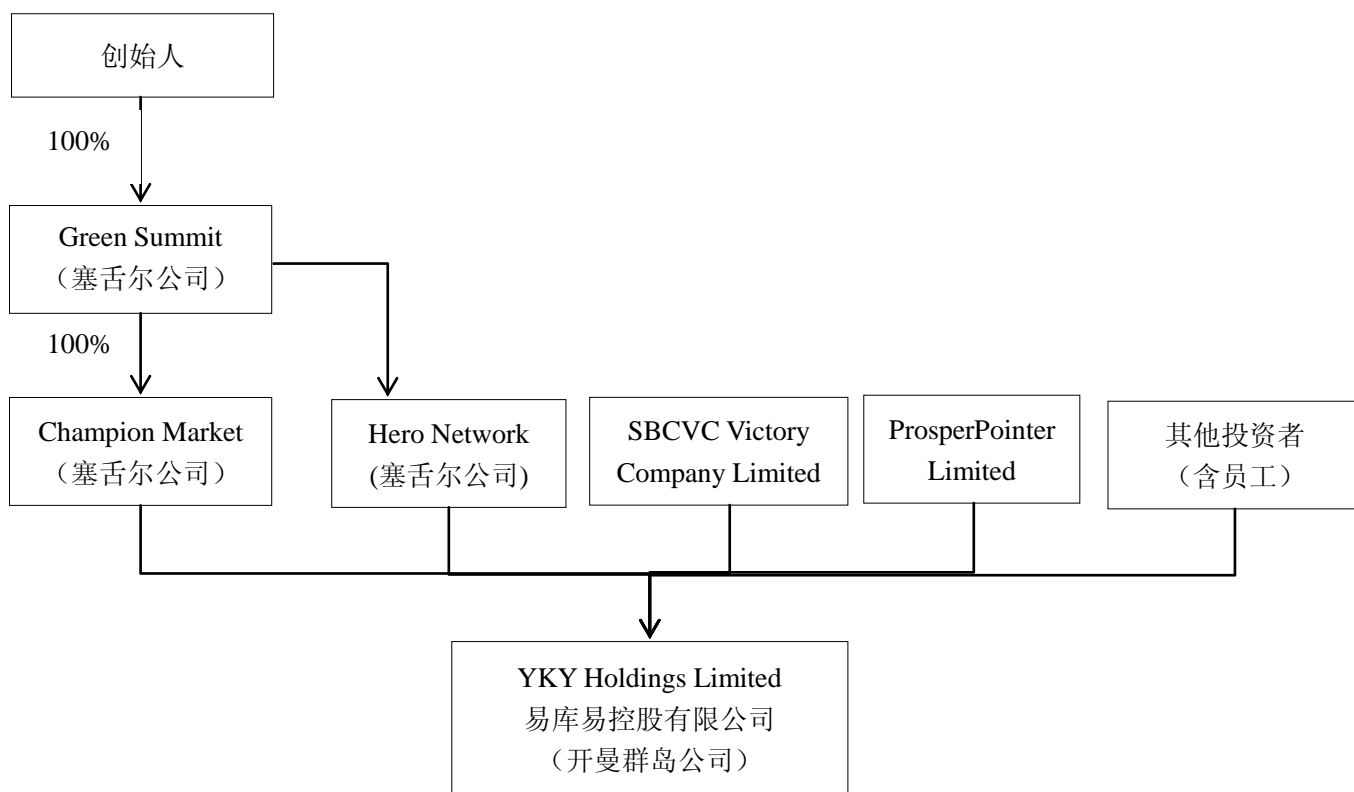 创始人
100%
Green Summit
（塞舌尔公司）
100%
Champion Market
（塞舌尔公司）
Hero Network
(塞舌尔公司)
SBCVC Victory
Company Limited
ProsperPointer
Limited
其他投资者
（含员工）
YKY Holdings Limited
易库易控股有限公司
（开曼群岛公司）